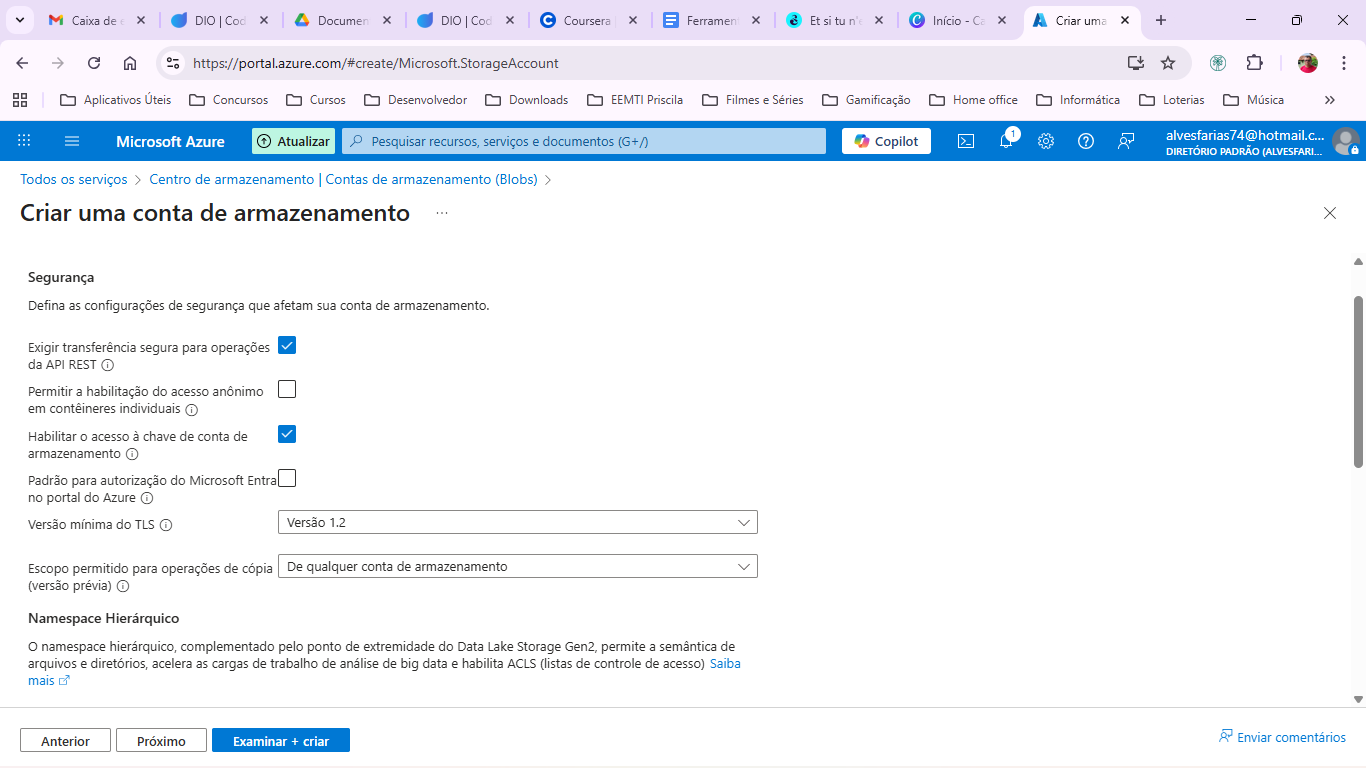 Caixa de e
DIO | Cod
Documen
DIO | Cod
Coursera
Ferrament
Et si tu n'e
Início - Ca
Criar uma
https://portal.azure.com/#create/Microsoft.StorageAccount
Aplicativos Úteis
Concursos
Cursos
Desenvolvedor
Downloads
EEMTI Priscila
Filmes e Séries
Gamificação
Home office
Informática
Loterias
Música
Microsoft Azure
Atualizar
Pesquisar recursos, serviços e documentos (G+/)
Copilot
1
alvesfarias74@hotmail.c...
DIRETÓRIO PADRÃO (ALVESFARI...
Todos os serviços > Centro de armazenamento | Contas de armazenamento (Blobs) >
Criar uma conta de armazenamento ...
Segurança
Defina as configurações de segurança que afetam sua conta de armazenamento.
Exigir transferência segura para operações
da API REST
Permitir a habilitação do acesso anônimo
em contêineres individuais
Habilitar o acesso à chave de conta de
armazenamento
Padrão para autorização do Microsoft Entra
no portal do Azure
Versão mínima do TLS
Versão 1.2
Escopo permitido para operações de cópia
(versão prévia)
De qualquer conta de armazenamento
Namespace Hierárquico
O namespace hierárquico, complementado pelo ponto de extremidade do Data Lake Storage Gen2, permite a semântica de
arquivos e diretórios, acelera as cargas de trabalho de análise de big data e habilita ACLS (listas de controle de acesso) Saiba
mais
Anterior
Próximo
Examinar + criar
Enviar comentários